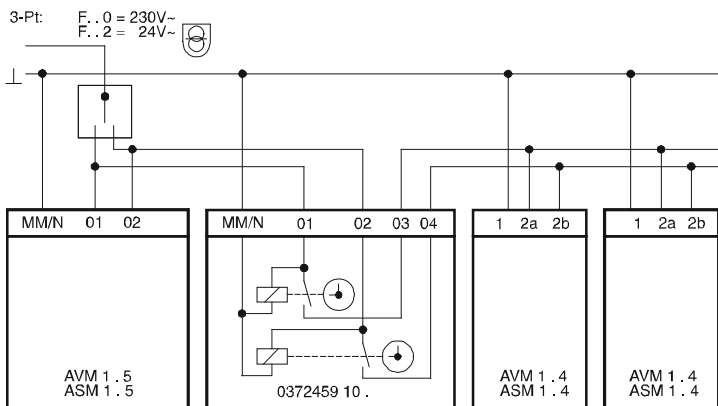 3-Pt: F. . 0 = 230V~
F. . 2 = 24V~
MM/N 01 02
MM/N 01 02 03 04
1 2a 2b
1 2a 2b
AVM 1 . 5
ASM 1 . 5
0372459 10 .
AVM 1 . 4
ASM 1 . 4
AVM 1 . 4
ASM 1 . 4